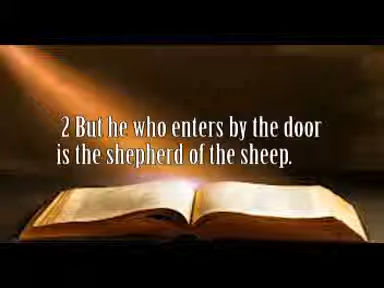 2 But he who enters by the door
is the shepherd of the sheep.